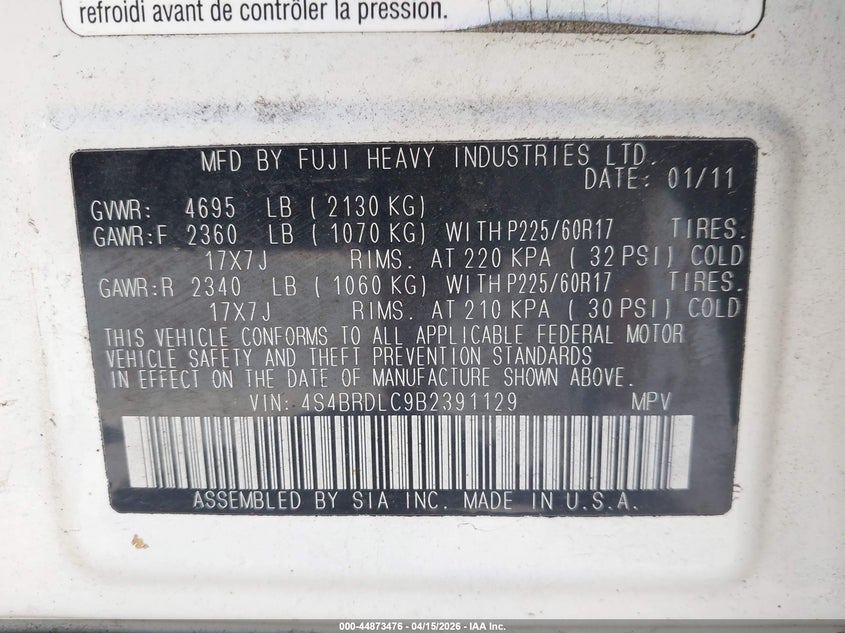 refroidi avant de contrôler la pression.
MFD BY FUJI HEAVY INDUSTRIES LTD.
DATE: 01/11
GVWR: 4695 LB ( 2130 KG)
GAWR:F 2360 LB ( 1070 KG) WITH P225/60R17 TIRES.
17X7J RIMS. AT 220 KPA ( 32 PSI) COLD
GAWR:R 2340 LB ( 1060 KG) WITH P225/60R17 TIRES.
17X7J RIMS. AT 210 KPA ( 30 PSI) COLD
THIS VEHICLE CONFORMS TO ALL APPLICABLE FEDERAL MOTOR
VEHICLE SAFETY AND THEFT PREVENTION STANDARDS
IN EFFECT ON THE DATE OF MANUFACTURE SHOWN ABOVE.
VIN: 4S4BRDLC9B2391129 MPV
ASSEMBLED BY SIA INC. MADE IN U.S.A.
000-44873476 - 04/15/2026 - IAA Inc.